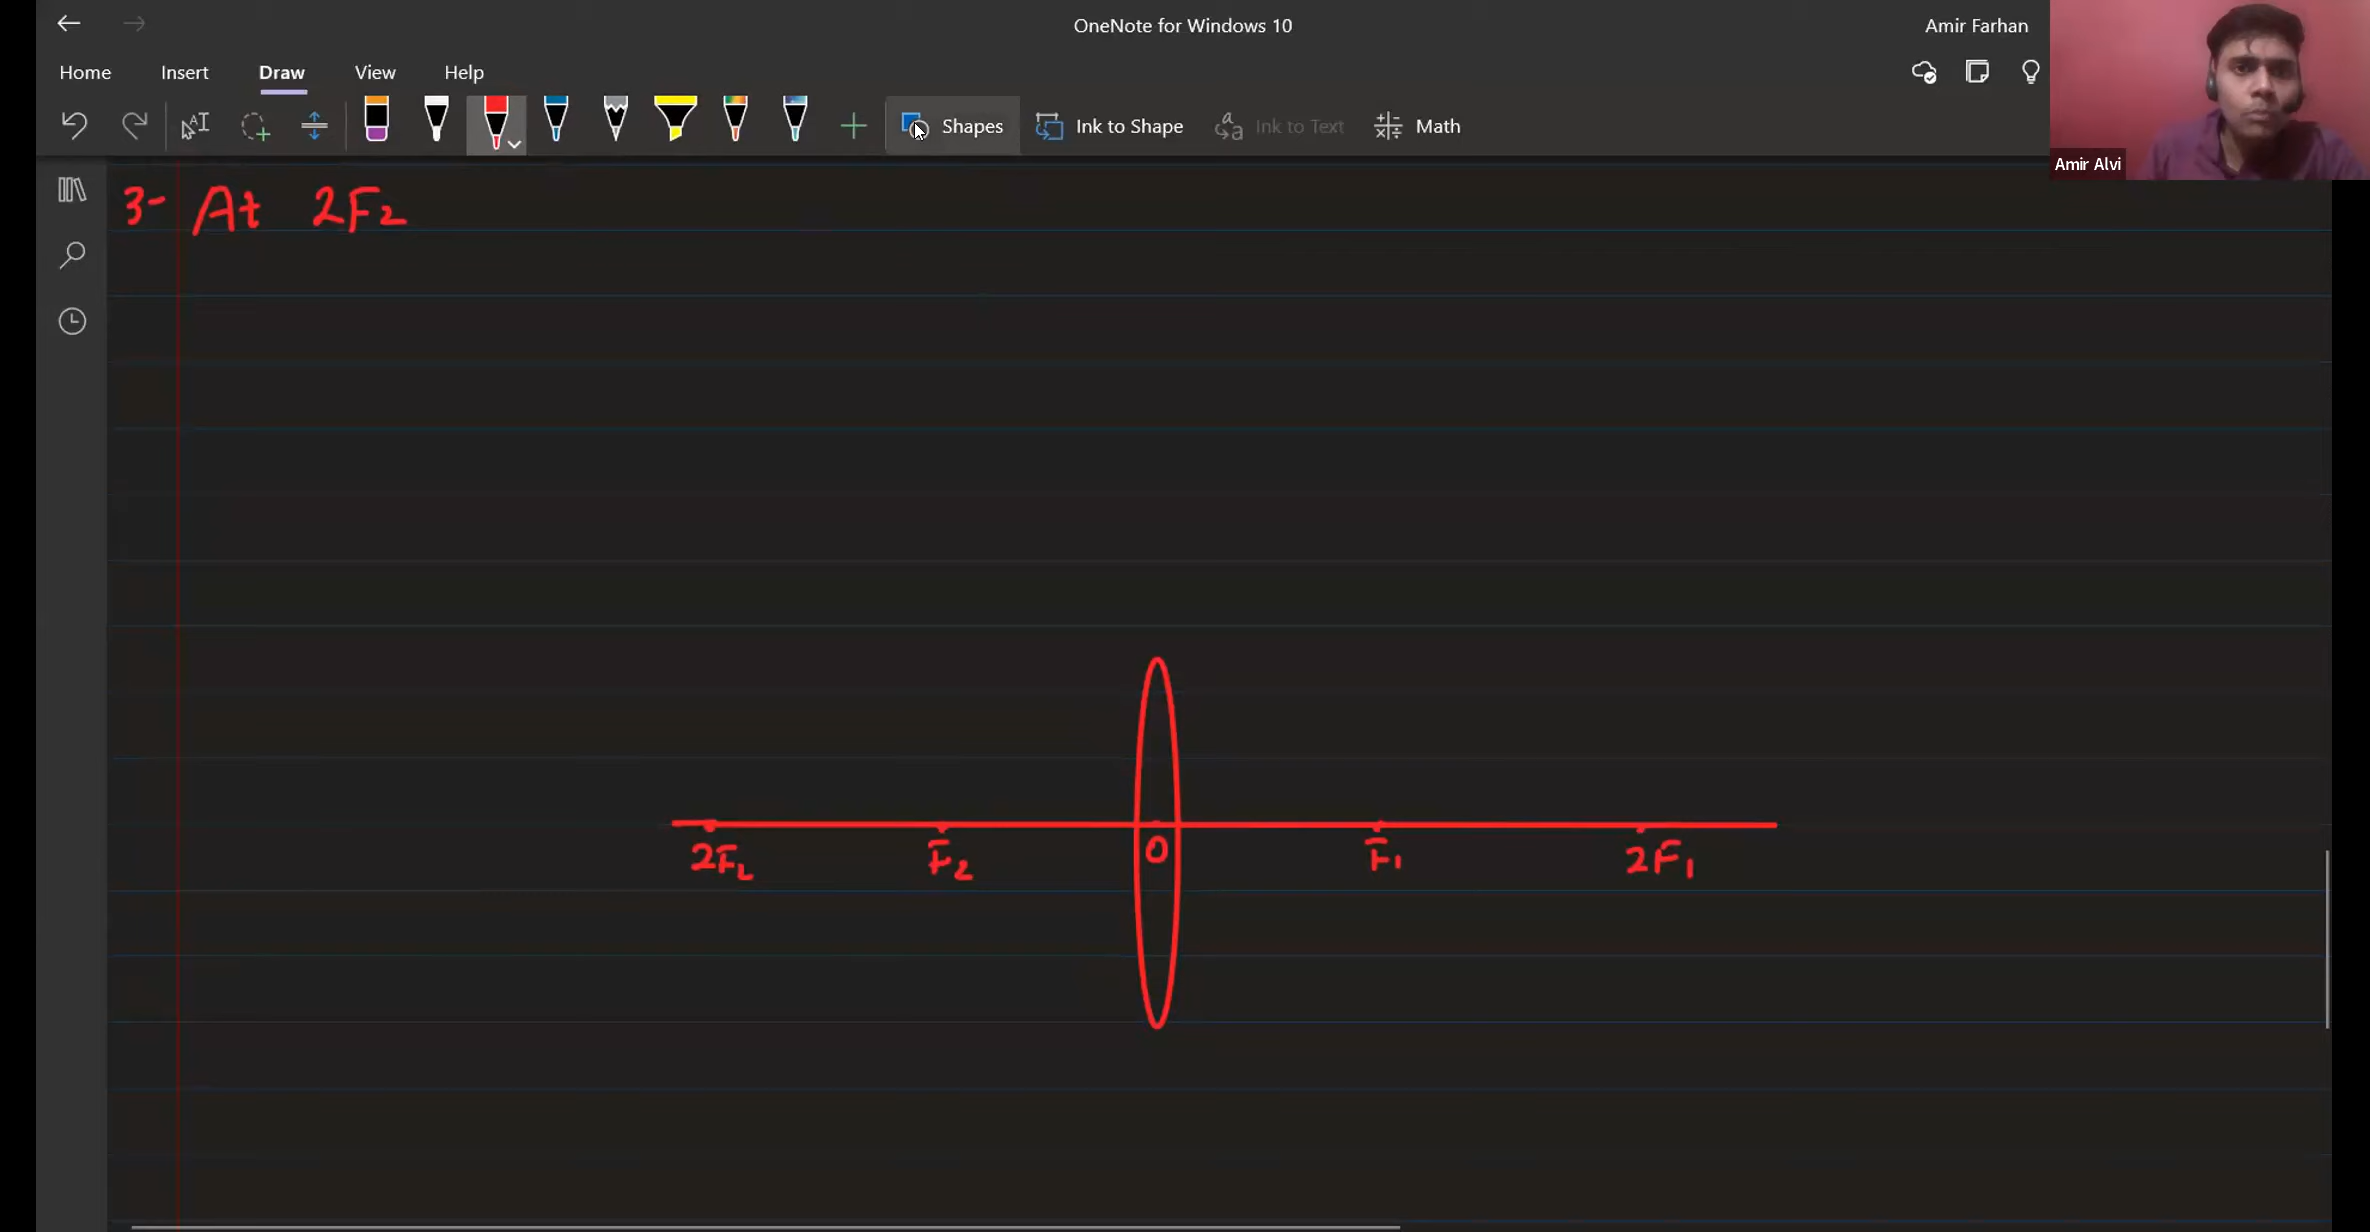 OneNote for Windows 10
Amir Farhan
Home Insert Draw View Help
Shapes Ink to Shape Ink to Text Math
Amir Alvi
3- At 2F2
2F2 F2 O F1 2F1